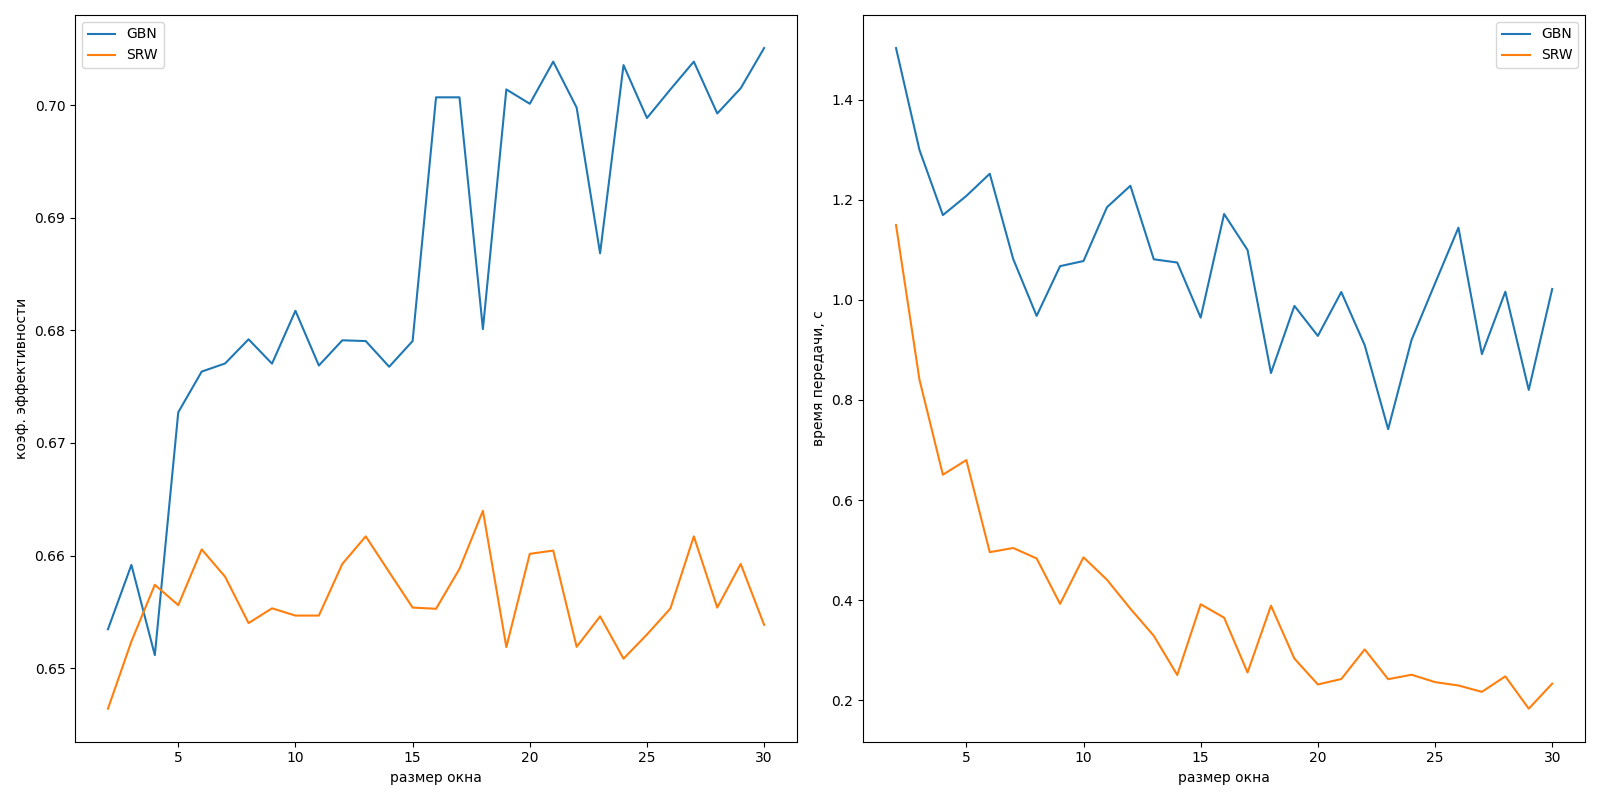 GBN
SRW
0.70
0.69
0.68
0.67
0.66
0.65
коэф. эффективности
5 10 15 20 25 30
размер окна
GBN
SRW
1.4
1.2
1.0
0.8
0.6
0.4
0.2
время передачи, с
5 10 15 20 25 30
размер окна